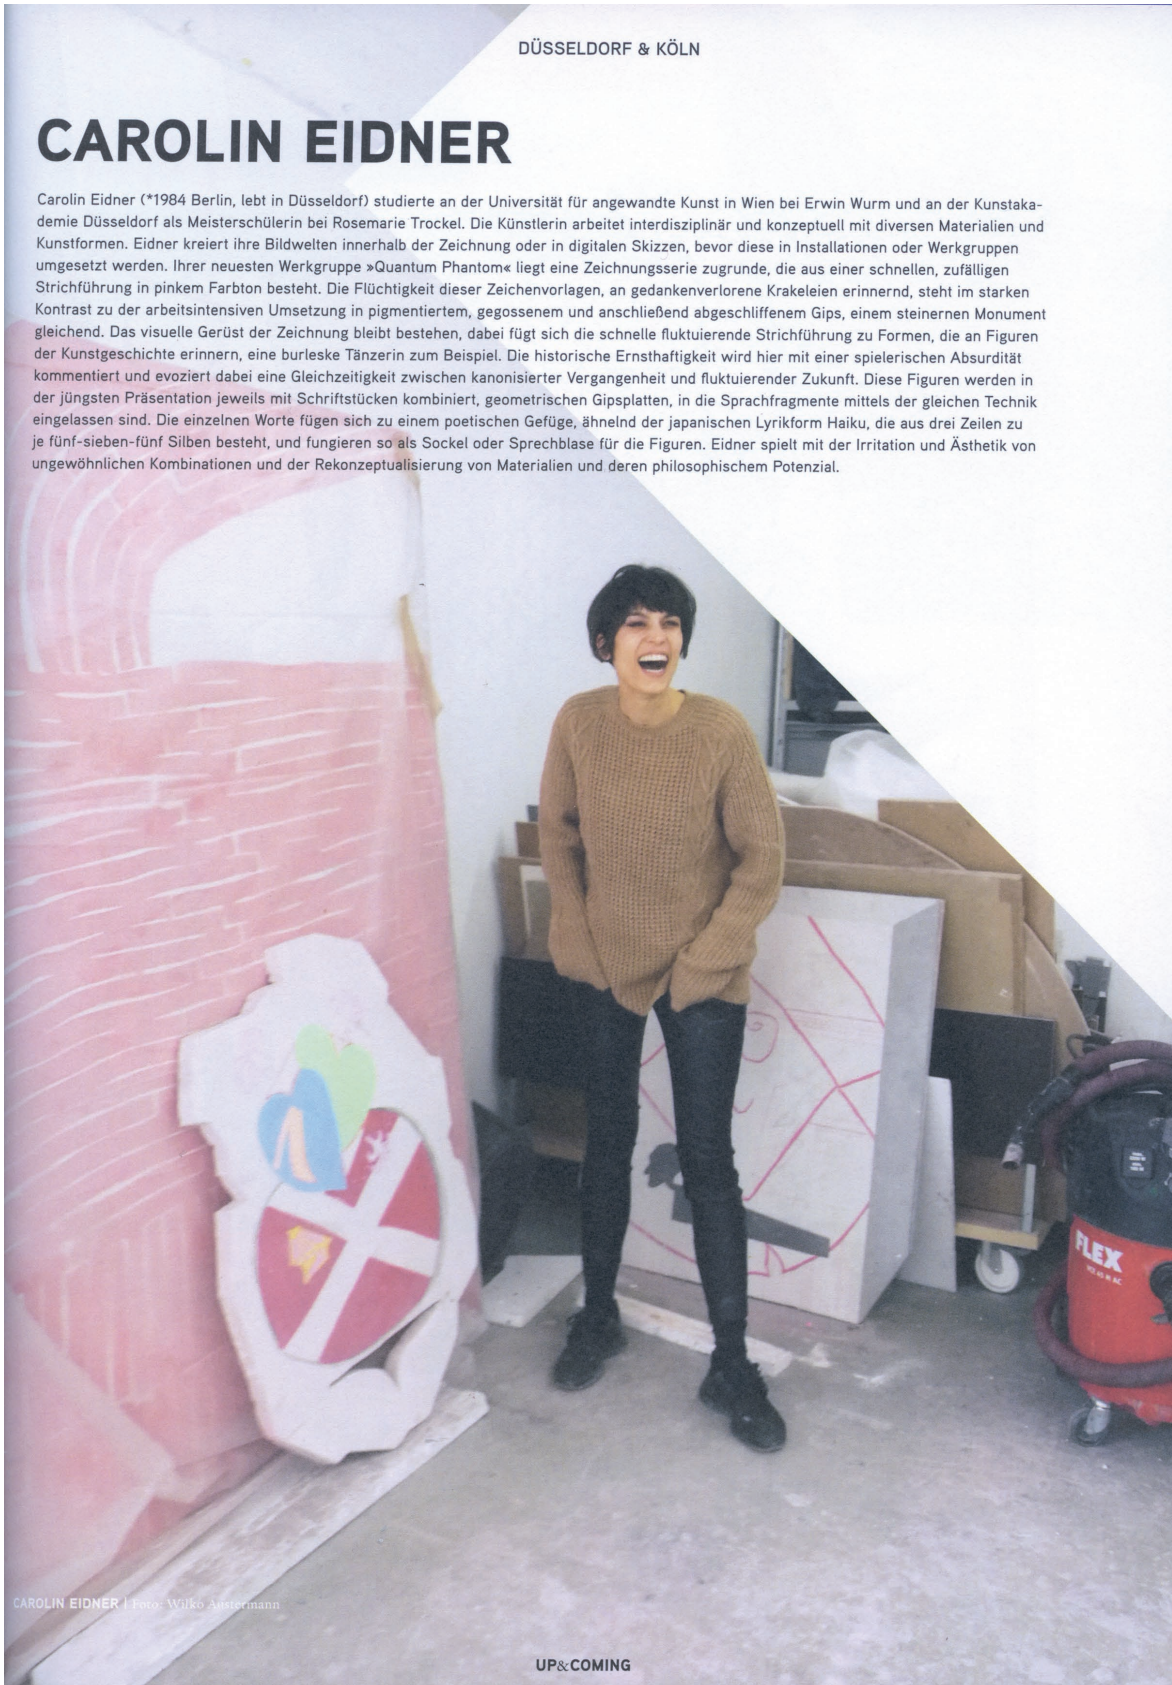 DÜSSELDORF & KÖLN
CAROLIN EIDNER
Carolin Eidner (*1984 Berlin, lebt in Düsseldorf) studierte an der Universität für angewandte Kunst in Wien bei Erwin Wurm und an der Kunstaka-
demie Düsseldorf als Meisterschülerin bei Rosemarie Trockel. Die Künstlerin arbeitet interdisziplinär und konzeptuell mit diversen Materialien und
Kunstformen. Eidner kreiert ihre Bildwelten innerhalb der Zeichnung oder in digitalen Skizzen, bevor diese in Installationen oder Werkgruppen
umgesetzt werden. Ihrer neuesten Werkgruppe »Quantum Phantom« liegt eine Zeichnungsserie zugrunde, die aus einer schnellen, zufälligen
Strichführung in pinkem Farbton besteht. Die Flüchtigkeit dieser Zeichenvorlagen, an gedankenverlorene Krakeleien erinnernd, steht im starken
Kontrast zu der arbeitsintensiven Umsetzung in pigmentiertem, gegossenem und anschließend abgeschliffenem Gips, einem steinernen Monument
gleichend. Das visuelle Gerüst der Zeichnung bleibt bestehen, dabei fügt sich die schnelle fluktuierende Strichführung zu Formen, die an Figuren
der Kunstgeschichte erinnern, eine burleske Tänzerin zum Beispiel. Die historische Ernsthaftigkeit wird hier mit einer spielerischen Absurdität
kommentiert und evoziert dabei eine Gleichzeitigkeit zwischen kanonisierter Vergangenheit und fluktuierender Zukunft. Diese Figuren werden in
der jüngsten Präsentation jeweils mit Schriftstücken kombiniert, geometrischen Gipsplatten, in die Sprachfragmente mittels der gleichen Technik
eingelassen sind. Die einzelnen Worte fügen sich zu einem poetischen Gefüge, ähnelnd der japanischen Lyrikform Haiku, die aus drei Zeilen zu
je fünf-sieben-fünf Silben besteht, und fungieren so als Sockel oder Sprechblase für die Figuren. Eidner spielt mit der Irritation und Ästhetik von
ungewöhnlichen Kombinationen und der Rekonzeptualisierung von Materialien und deren philosophischem Potenzial.
FLEX
CAROLIN EIDNER | Foto: Wilko Austermann
UP&COMING